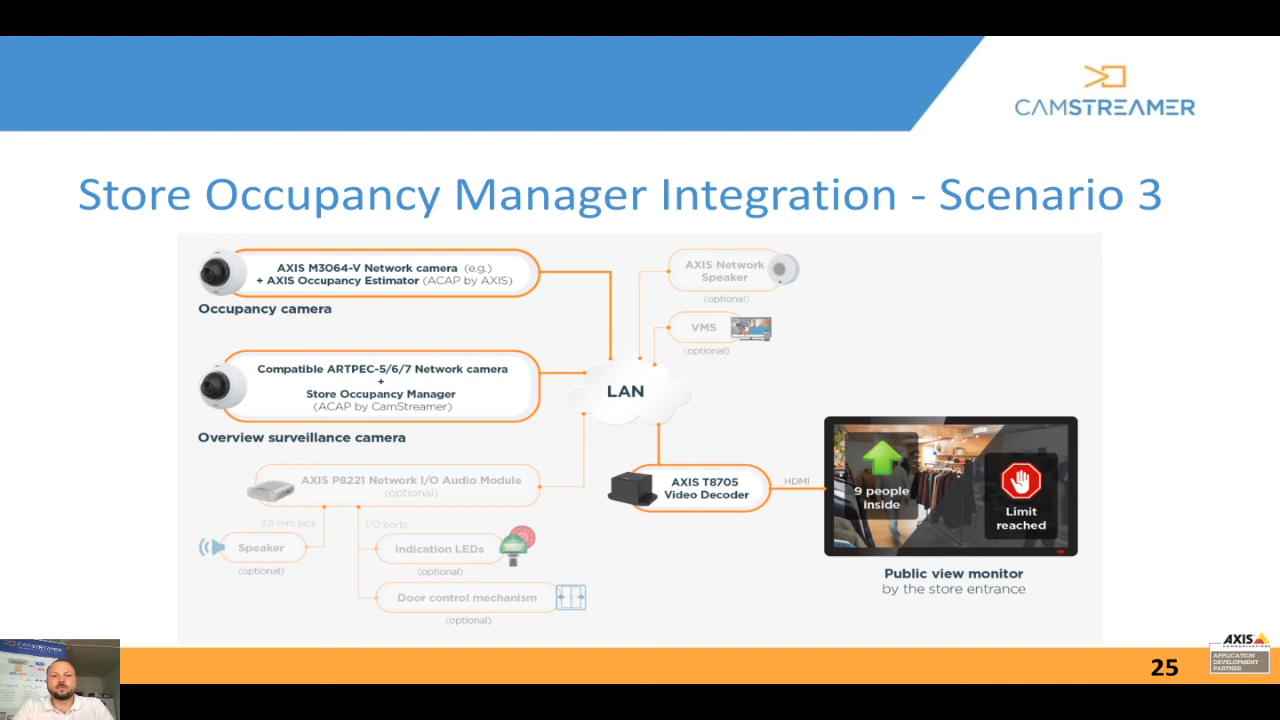 CAMSTREAMER
Store Occupancy Manager Integration - Scenario 3
AXIS M3064-V Network camera (e.g.)
+ AXIS Occupancy Estimator (ACAP by AXIS)
Occupancy camera
AXIS Network
Speaker
(optional)
VMS
(optional)
Compatible ARTPEC-5/6/7 Network camera
+
Store Occupancy Manager
(ACAP by CamStreamer)
Overview surveillance camera
LAN
AXIS P8221 Network I/O Audio Module
(optional)
3,5 mm jack
I/O ports
Speaker
(optional)
Indication LEDs
(optional)
Door control mechanism
(optional)
AXIS T8705
Video Decoder
HDMI
9 people
inside
Limit
reached
Public view monitor
by the store entrance
25
AXIS
COMMUNICATIONS
APPLICATION
DEVELOPMENT
PARTNER
CAMSTREAMER